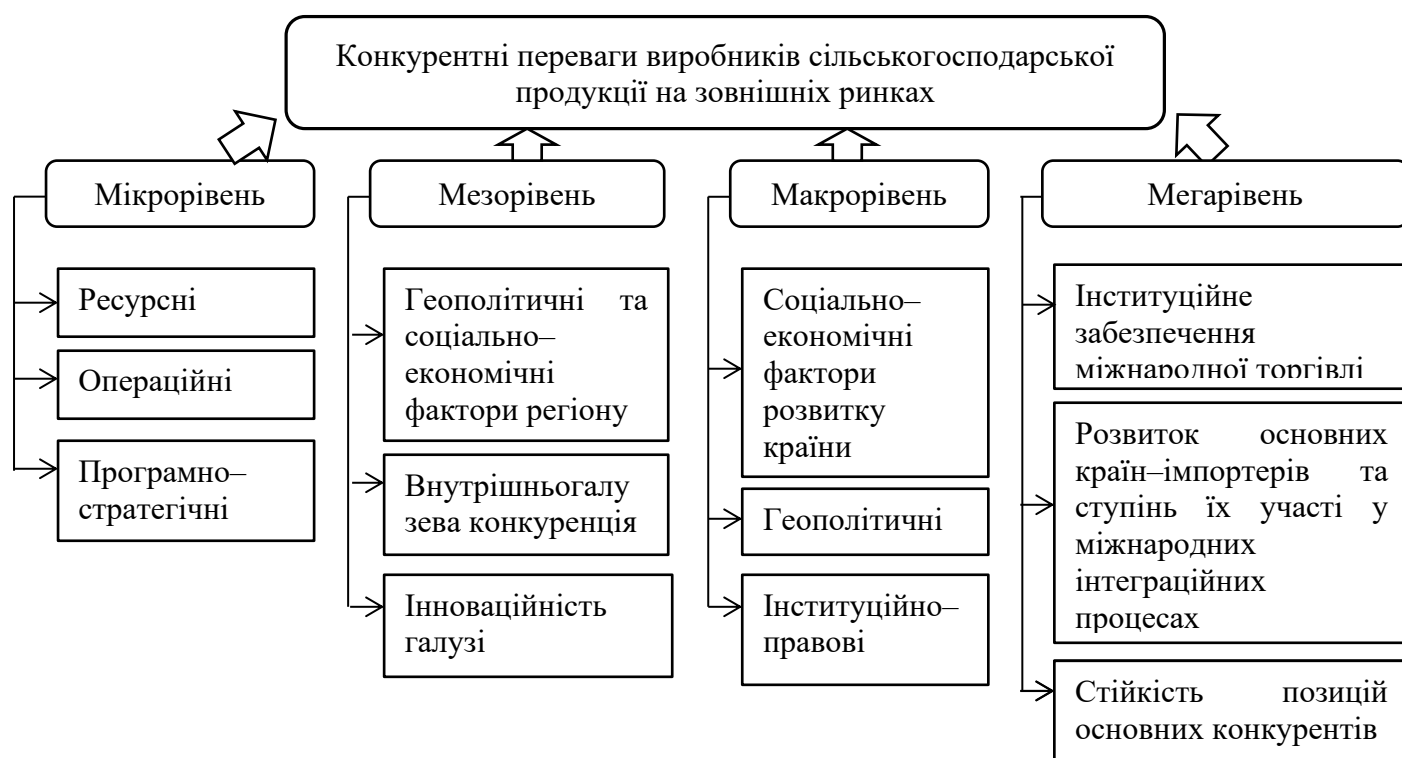 Конкурентні переваги виробників сільськогосподарської
продукції на зовнішніх ринках
Мікрорівень
Ресурсні
Операційні
Програмно–
стратегічні
Мезорівень
Геополітичні та
соціально–
економічні
фактори регіону
Внутрішньогалу
зева конкуренція
Інноваційність
галузі
Макрорівень
Соціально–
економічні
фактори
розвитку
країни
Геополітичні
Інституційно–
правові
Мегарівень
Інституційне
забезпечення
міжнародної торгівлі
Розвиток основних
країн–імпортерів та
ступінь їх участі у
міжнародних
інтеграційних
процесах
Стійкість позицій
основних конкурентів